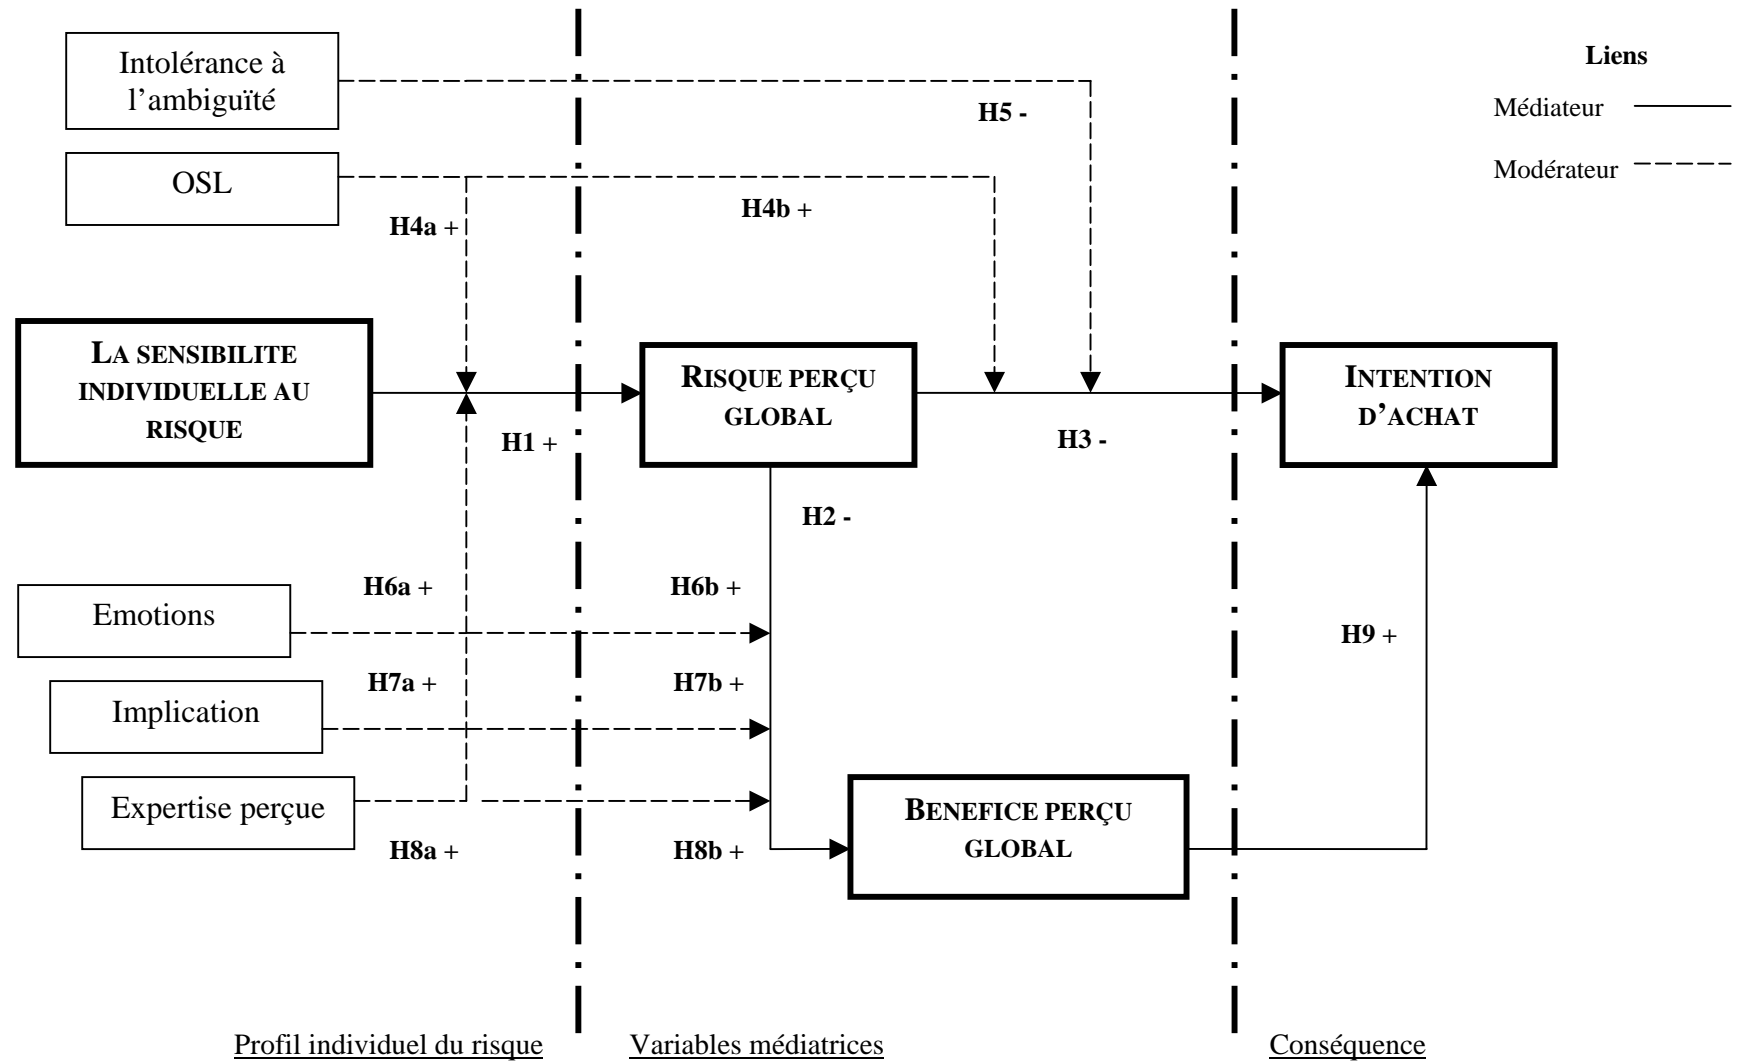 Intolérance à
l’ambiguïté
Liens
Médiateur
H5 -
Modérateur
OSL
H4b +
H4a +
LA SENSIBILITE
INDIVIDUELLE AU
RISQUE
RISQUE PERÇU
GLOBAL
INTENTION
D’ACHAT
H1 +
H3 -
H2 -
H6a +
H6b +
Emotions
H9 +
H7a +
H7b +
Implication
Expertise perçue
BENEFICE PERÇU
GLOBAL
H8a +
H8b +
Profil individuel du risque
Variables médiatrices
Conséquence